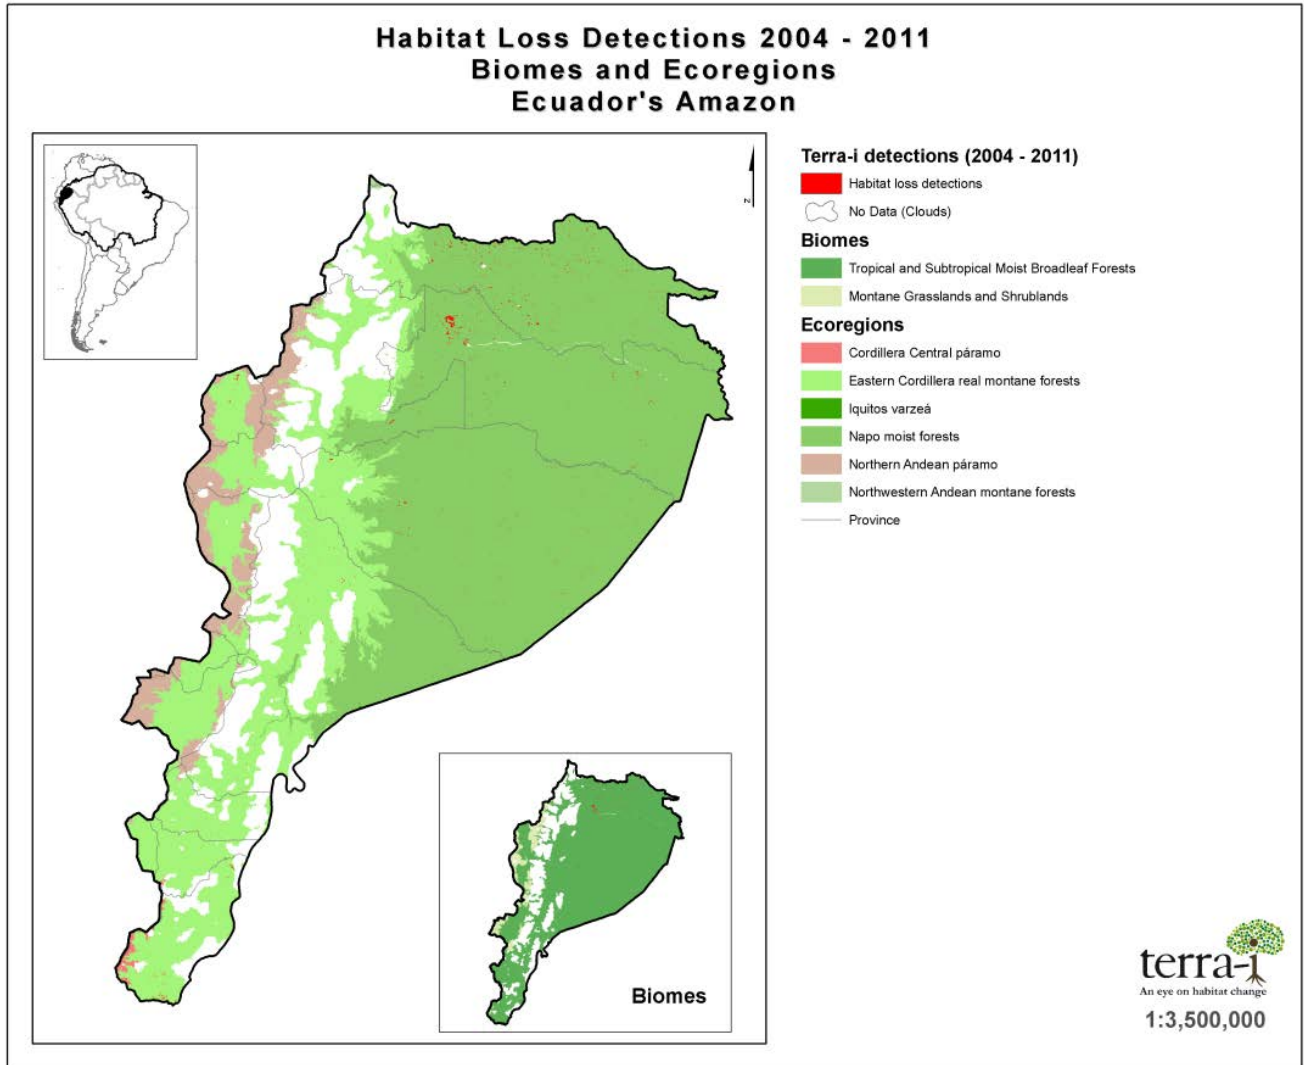 Habitat Loss Detections 2004 - 2011
Biomes and Ecoregions
Ecuador's Amazon
N
Terra-i detections (2004 - 2011)
Habitat loss detections
No Data (Clouds)
Biomes
Tropical and Subtropical Moist Broadleaf Forests
Montane Grasslands and Shrublands
Ecoregions
Cordillera Central páramo
Eastern Cordillera real montane forests
Iquitos varzeá
Napo moist forests
Northern Andean páramo
Northwestern Andean montane forests
Province
Biomes
terra-i
An eye on habitat change
1:3,500,000